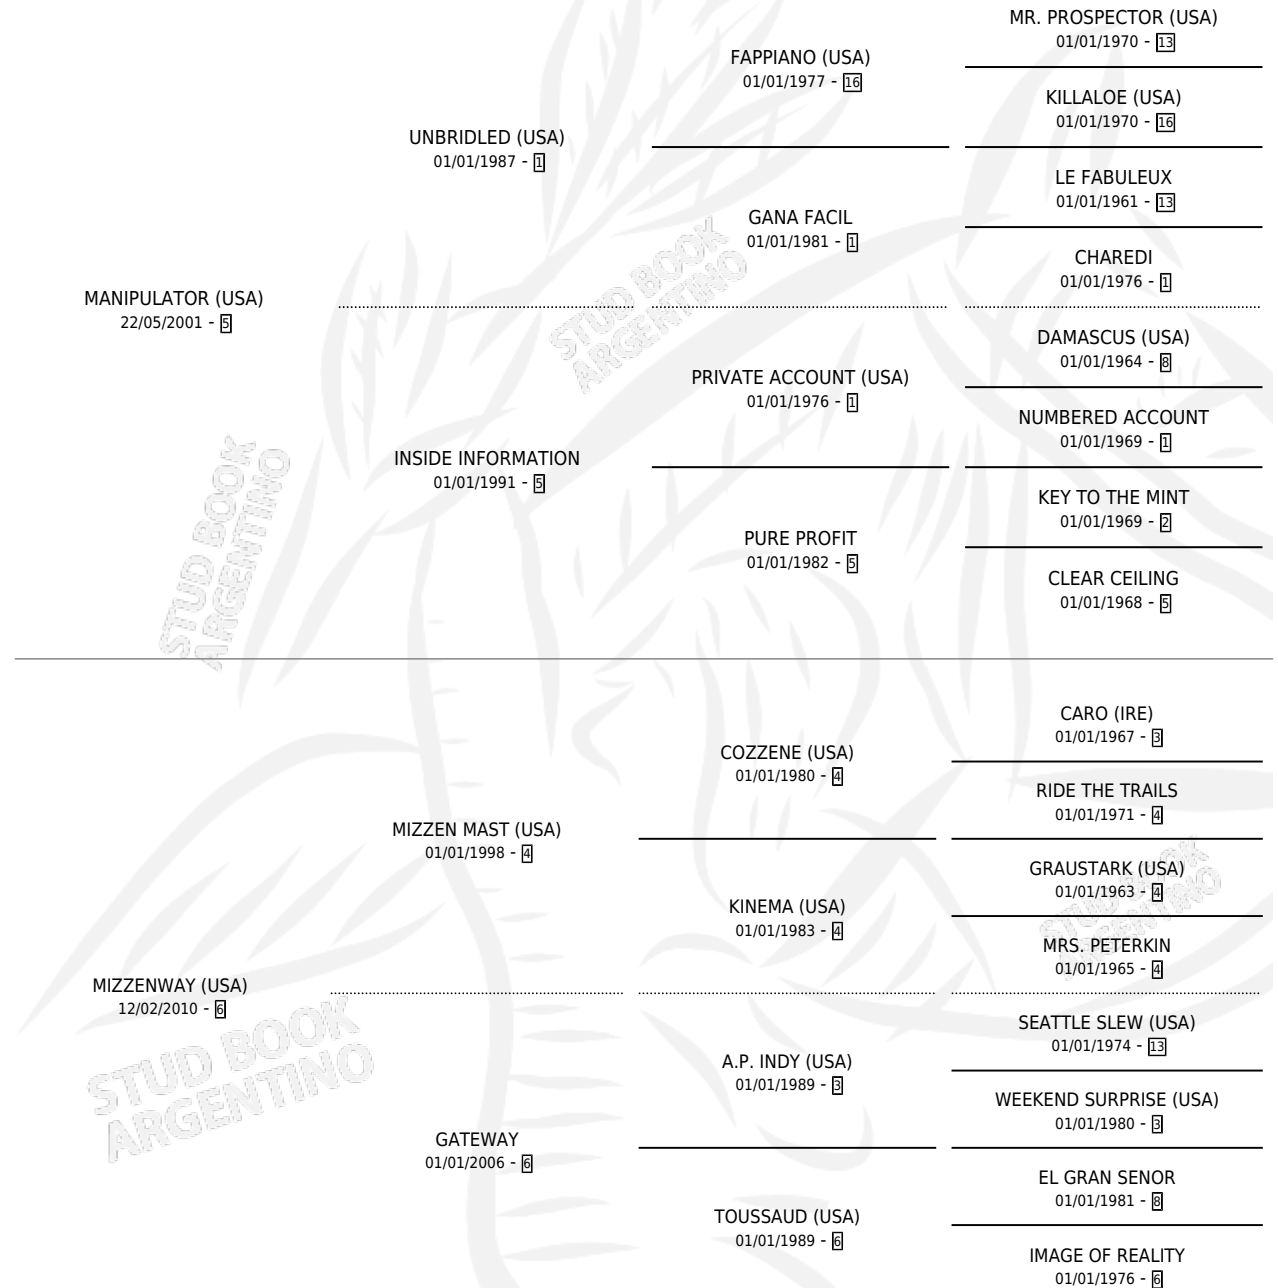 MR. PROSPECTOR (USA)
01/01/1970 - 13
FAPPIANO (USA)
01/01/1977 - 16
KILLALOE (USA)
01/01/1970 - 16
UNBRIDLED (USA)
01/01/1987 - 1
LE FABULEUX
01/01/1961 - 13
GANA FACIL
01/01/1981 - 1
CHAREDI
01/01/1976 - 1
MANIPULATOR (USA)
22/05/2001 - 5
DAMASCUS (USA)
01/01/1964 - 8
PRIVATE ACCOUNT (USA)
01/01/1976 - 1
NUMBERED ACCOUNT
01/01/1969 - 1
INSIDE INFORMATION
01/01/1991 - 5
KEY TO THE MINT
01/01/1969 - 2
PURE PROFIT
01/01/1982 - 5
CLEAR CEILING
01/01/1968 - 5
CARO (IRE)
01/01/1967 - 3
COZZENE (USA)
01/01/1980 - 4
RIDE THE TRAILS
01/01/1971 - 4
MIZZEN MAST (USA)
01/01/1998 - 4
GRAUSTARK (USA)
01/01/1963 - 4
KINEMA (USA)
01/01/1983 - 4
MRS. PETERKIN
01/01/1965 - 4
MIZZENWAY (USA)
12/02/2010 - 6
SEATTLE SLEW (USA)
01/01/1974 - 13
A.P. INDY (USA)
01/01/1989 - 3
WEEKEND SURPRISE (USA)
01/01/1980 - 3
GATEWAY
01/01/2006 - 6
EL GRAN SENOR
01/01/1981 - 8
TOUSSAUD (USA)
01/01/1989 - 6
IMAGE OF REALITY
01/01/1976 - 6
STUD BOOK
ARGENTINO
STUD BOOK
ARGENTINO
STUD BOOK
ARGENTINO
STUD BOOK
ARGENTINO